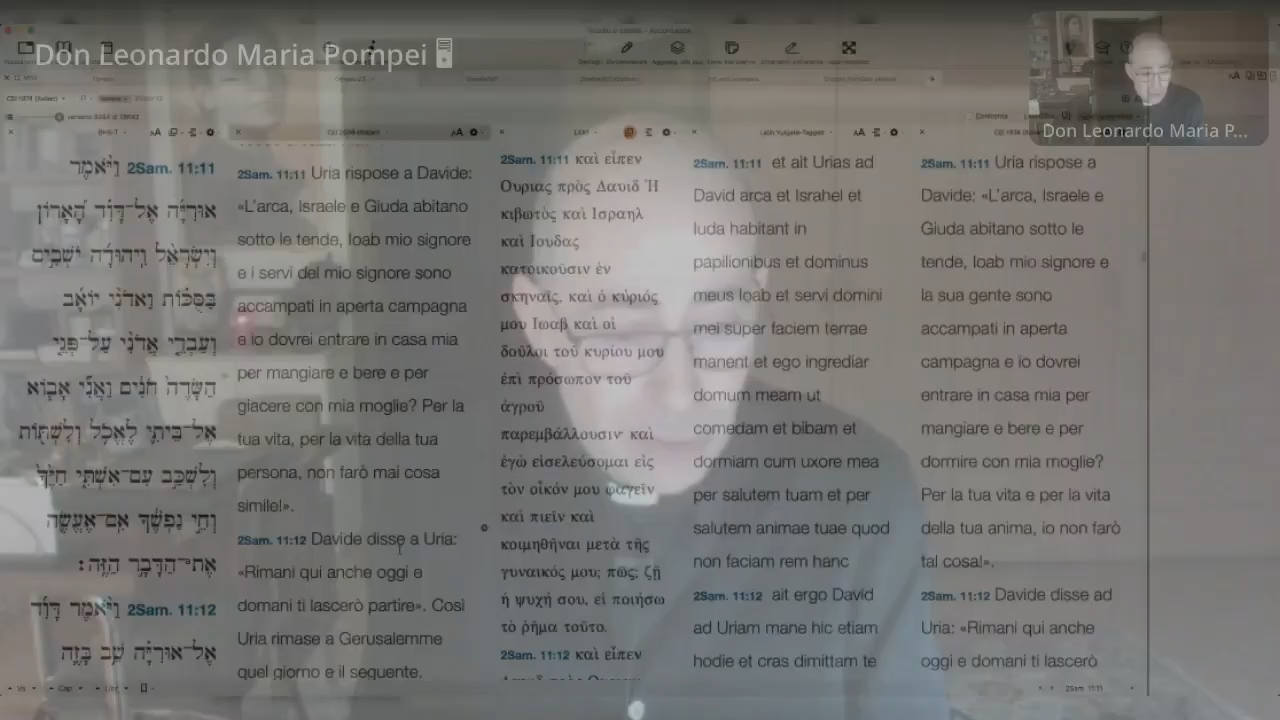 Don Leonardo Maria Pompei
Don Leonardo Maria P...
2Sam. 11:11 וַיֹּאמֶר
אוּרִיָּה אֶל־דָּוִד הָאָרוֹן
וְיִשְׂרָאֵל וִיהוּדָה יֹשְׁבִים
בַּסֻּכּוֹת וַאדֹנִי יוֹאָב
וְעַבְדֵי אֲדֹנִי עַל־פְּנֵי
הַשָּׂדֶה חֹנִים וַאֲנִי אָבוֹא
אֶל־בֵּיתִי לֶאֱכֹל וְלִשְׁתּוֹת
וְלִשְׁכַּב עִם־אִשְׁתִּי חַיֶּךָ
וְחֵי נַפְשֶׁךָ אִם־אֶעֱשֶׂה
אֶת־הַדָּבָר הַזֶּה׃
2Sam. 11:12 וַיֹּאמֶר דָּוִד
אֶל־אוּרִיָּה שֵׁב בָּזֶה
2Sam. 11:11 Uria rispose a Davide:
«L'arca, Israele e Giuda abitano
sotto le tende, Ioab mio signore
e i servi del mio signore sono
accampati in aperta campagna
e io dovrei entrare in casa mia
per mangiare e bere e per
giacere con mia moglie? Per la
tua vita, per la vita della tua
persona, non farò mai cosa
simile!».
2Sam. 11:12 Davide disse a Uria:
«Rimani qui anche oggi e
domani ti lascerò partire». Così
Uria rimase a Gerusalemme
quel giorno e il seguente.
2Sam. 11:11 καὶ εἶπεν
Ουριας πρὸς Δαυιδ Ἡ
κιβωτὸς καὶ Ισραηλ
καὶ Ιουδας
κατοικοῦσιν ἐν
σκηναῖς, καὶ ὁ κύριός
μου Ιωαβ καὶ οἱ
δοῦλοι τοῦ κυρίου μου
ἐπὶ πρόσωπον τοῦ
ἀγροῦ
παρεμβάλλουσιν· καὶ
ἐγὼ εἰσελεύσομαι εἰς
τὸν οἶκόν μου φαγεῖν
καὶ πιεῖν καὶ
κοιμηθῆναι μετὰ τῆς
γυναικός μου; πῶς; ζῇ
ἡ ψυχή σου, εἰ ποιήσω
τὸ ῥῆμα τοῦτο.
2Sam. 11:12 καὶ εἶπεν
2Sam. 11:11 et ait Urias ad
David arca et Israhel et
Iuda habitant in
papilionibus et dominus
meus Ioab et servi domini
mei super faciem terrae
manent et ego ingrediar
domum meam ut
comedam et bibam et
dormiam cum uxore mea
per salutem tuam et per
salutem animae tuae quod
non faciam rem hanc
2Sam. 11:12 ait ergo David
ad Uriam mane hic etiam
hodie et cras dimittam te
2Sam. 11:11 Uria rispose a
Davide: «L'arca, Israele e
Giuda abitano sotto le
tende, Ioab mio signore e
la sua gente sono
accampati in aperta
campagna e io dovrei
entrare in casa mia per
mangiare e bere e per
dormire con mia moglie?
Per la tua vita e per la vita
della tua anima, io non farò
tal cosa!».
2Sam. 11:12 Davide disse ad
Uria: «Rimani qui anche
oggi e domani ti lascerò
2Sam 11:11